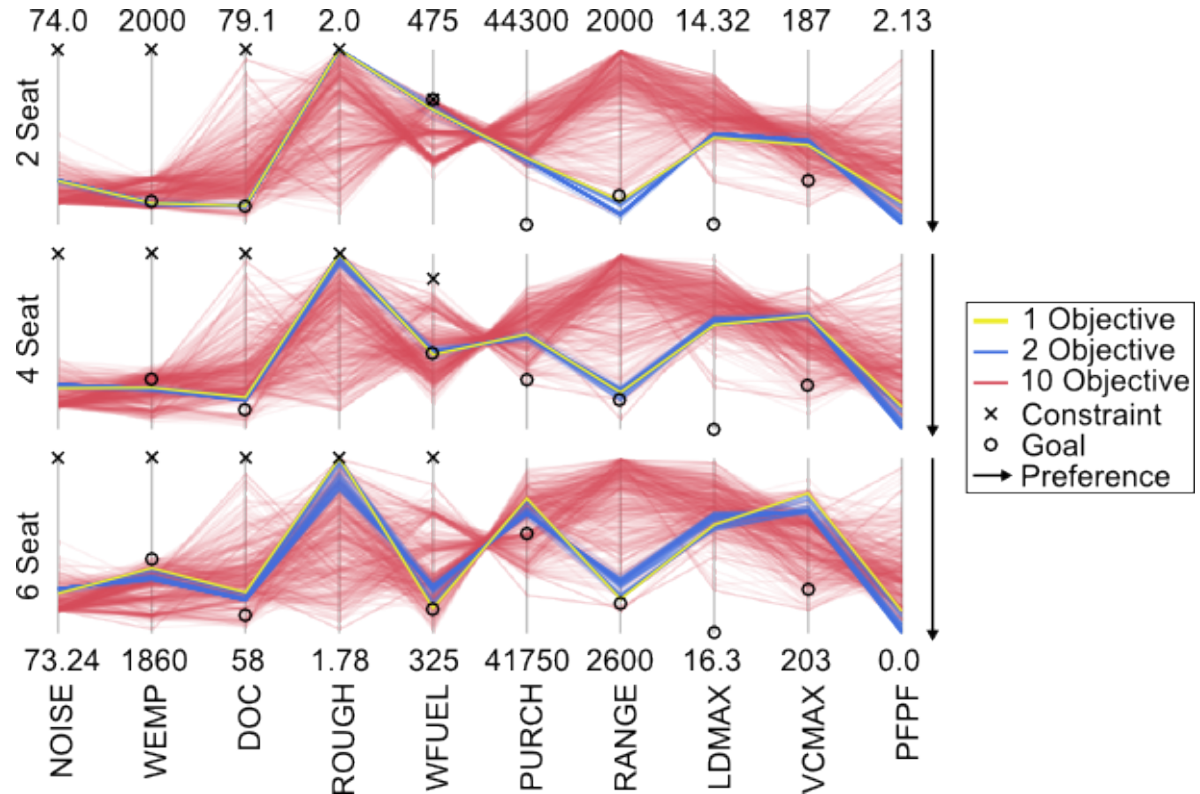 74.0 2000 79.1 2.0 475 44300 2000 14.32 187 2.13
2 Seat
4 Seat
6 Seat
1 Objective
2 Objective
10 Objective
Constraint
Goal
Preference
73.24 1860 58 1.78 325 41750 2600 16.3 203 0.0
NOISE
WEMP
DOC
ROUGH
WFUEL
PURCH
RANGE
LDMAX
VCMAX
PFPF